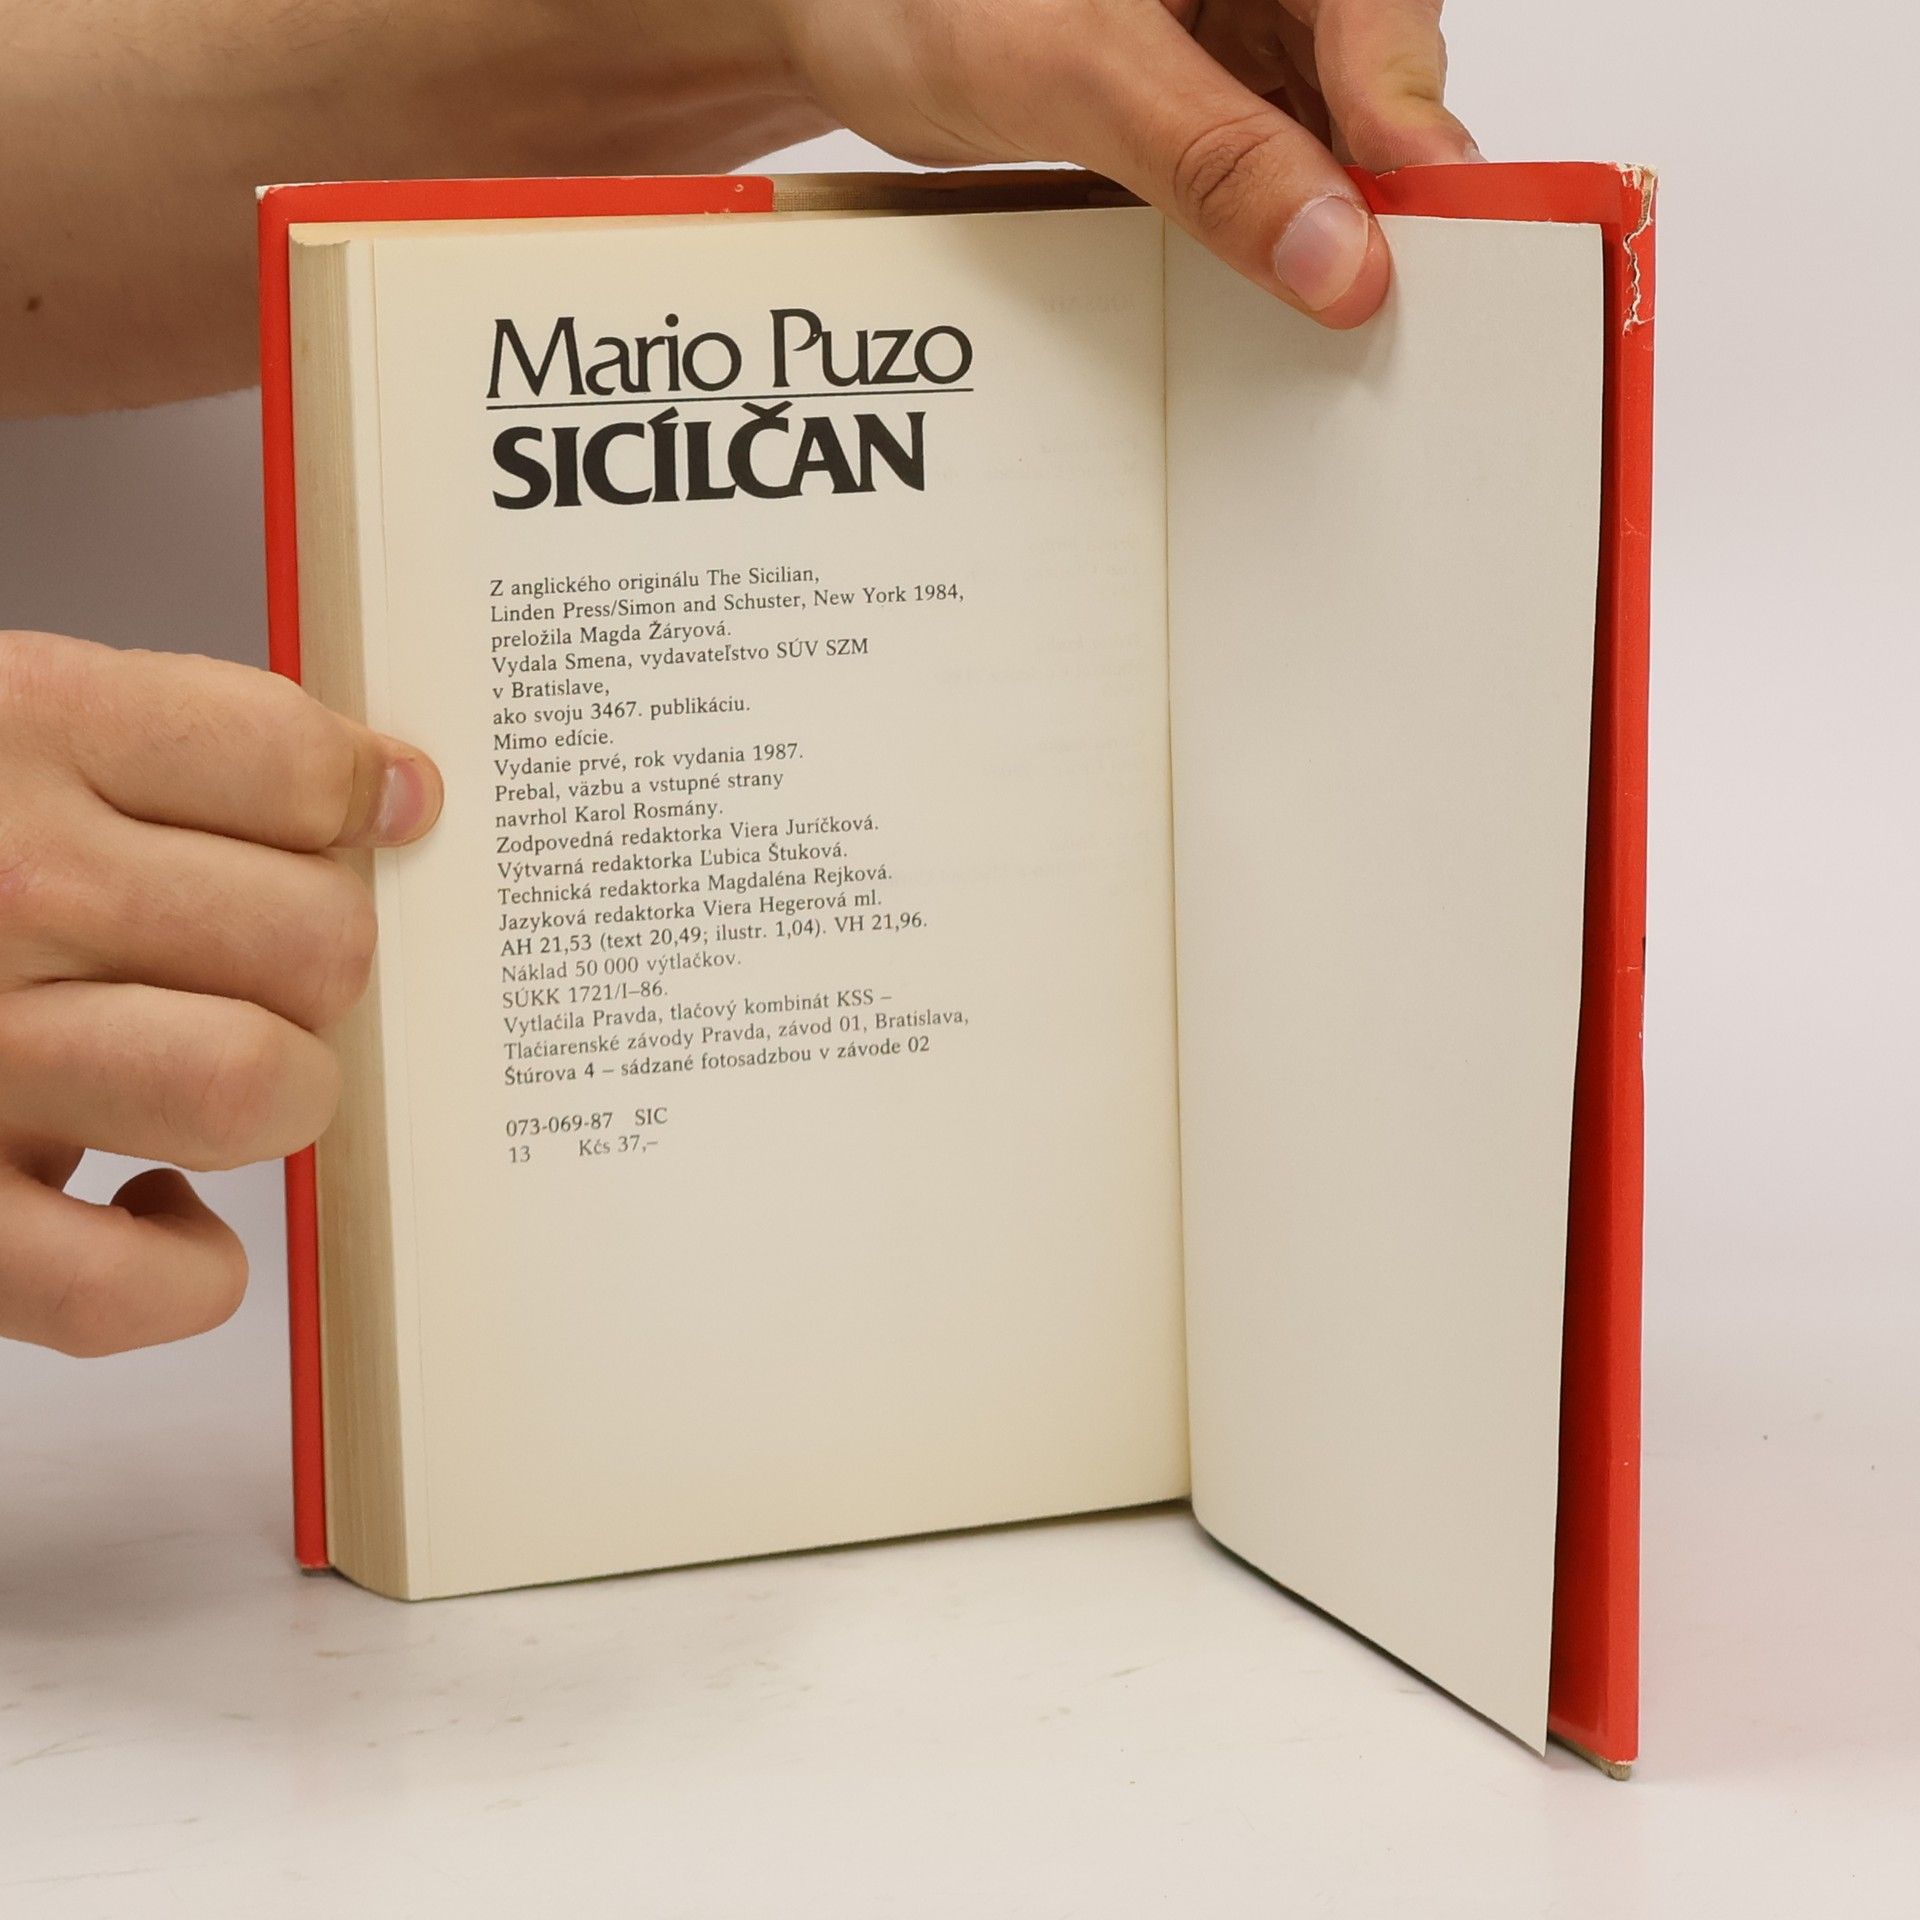 Mario Puzo
SICÍLČAN
Z anglického originálu The Sicilian,
Linden Press/Simon and Schuster, New York 1984,
preložila Magda Žáryová.
Vydala Smena, vydavateľstvo SÚV SZM
v Bratislave,
ako svoju 3467. publikáciu.
Mimo edície.
Vydanie prvé, rok vydania 1987.
Prebal, väzbu a vstupné strany
navrhol Karol Rosmány.
Zodpovedná redaktorka Viera Juríčková.
Výtvarná redaktorka Ľubica Štuková.
Technická redaktorka Magdaléna Rejková.
Jazyková redaktorka Viera Hegerová ml.
AH 21,53 (text 20,49; ilustr. 1,04). VH 21,96.
Náklad 50 000 výtlačkov.
SÚKK 1721/I–86.
Vytlačila Pravda, tlačový kombinát KSS –
Tlačiarenské závody Pravda, závod 01, Bratislava,
Štúrova 4 – sádzané fotosadzbou v závode 02
073-069-87 SIC
13 Kčs 37,–